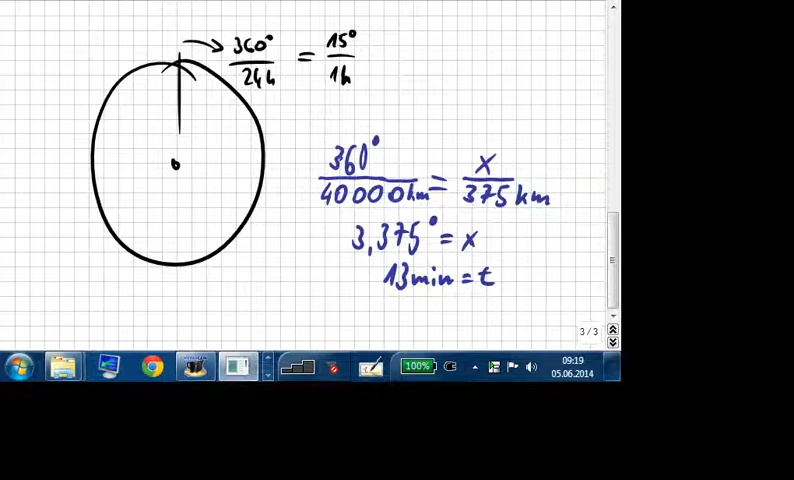 360° / 24h = 15° / 1h
360° / 40000km = x / 375km
3,375° = x
13min = t
3/3
100%
09:19
05.06.2014